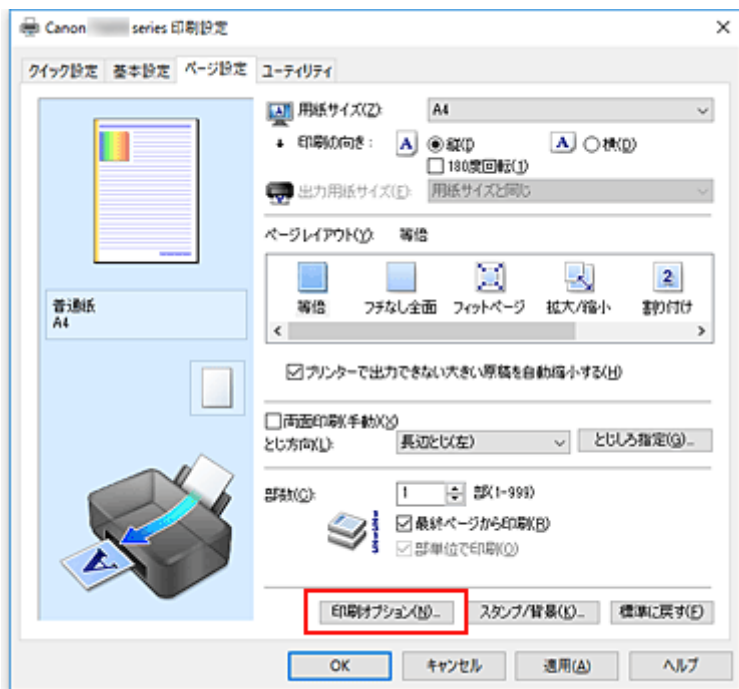 Canon series 印刷設定
クイック設定 基本設定 ページ設定 ユーティリティ
用紙サイズ(Z): A4
印刷の向き: A 縦(I) A 横(D)
180度回転(1)
出力用紙サイズ(E): 用紙サイズと同じ
ページレイアウト(Y): 等倍
等倍 フチなし全面 フィットページ 拡大/縮小 割り付け
普通紙
A4
プリンターで出力できない大きい原稿を自動縮小する(H)
両面印刷(手動)(X)
とじ方向(L): 長辺とじ(左) とじしろ指定(G)...
部数(C): 1 部(1-999)
最終ページから印刷(R)
部単位で印刷(O)
印刷オプション(N)... スタンプ/背景(K)... 標準に戻す(F)
OK キャンセル 適用(A) ヘルプ